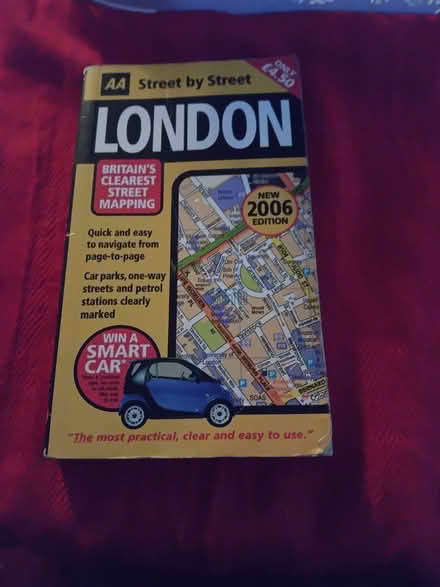 AA Street by Street
ONLY
£4.50
LONDON
BRITAIN'S
CLEAREST
STREET
MAPPING
NEW
2006
EDITION
Quick and easy
to navigate from
page-to-page
Car parks, one-way
streets and petrol
stations clearly
marked
WIN A
SMART
CAR*
SOAS
"The most practical, clear and easy to use."